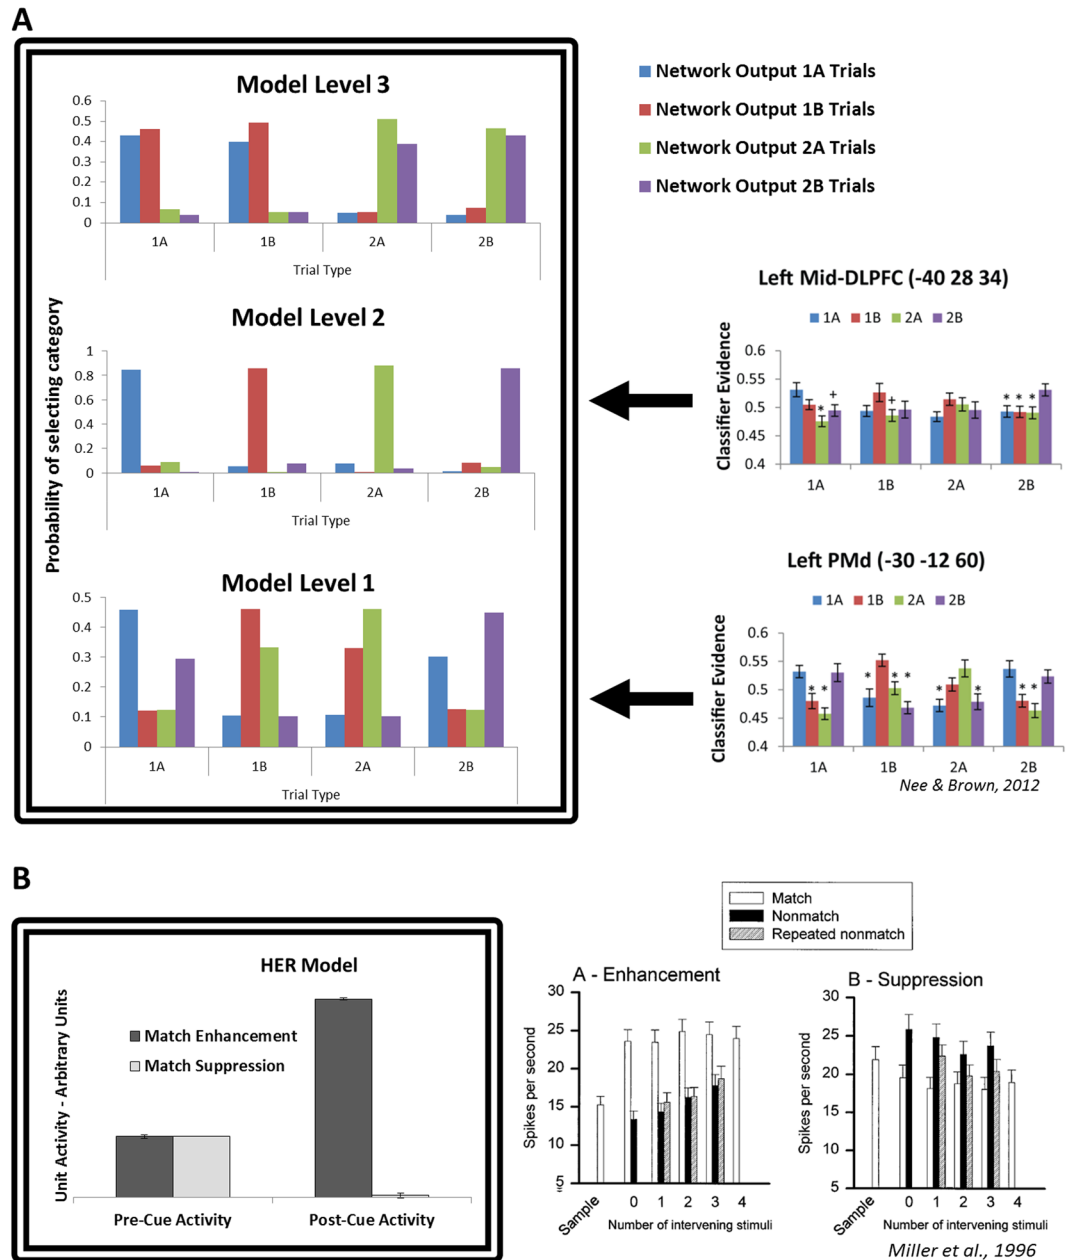 A
Model Level 3
0.6
0.5
0.4
0.3
0.2
0.1
0
1A 1B 2A 2B
Trial Type
Probability of selecting category
Model Level 2
1
0.8
0.6
0.4
0.2
0
1A 1B 2A 2B
Trial Type
Model Level 1
0.5
0.4
0.3
0.2
0.1
0
1A 1B 2A 2B
Trial Type
Network Output 1A Trials
Network Output 1B Trials
Network Output 2A Trials
Network Output 2B Trials
Left Mid-DLPFC (-40 28 34)
1A 1B 2A 2B
Classifier Evidence
0.6
0.55
0.5
0.45
0.4
* + + * * *
1A 1B 2A 2B
Left PMd (-30 -12 60)
1A 1B 2A 2B
Classifier Evidence
0.6
0.55
0.5
0.45
0.4
* * * * * * * * *
1A 1B 2A 2B
Nee & Brown, 2012
B
HER Model
Unit Activity - Arbitrary Units
Match Enhancement
Match Suppression
Pre-Cue Activity Post-Cue Activity
Match
Nonmatch
Repeated nonmatch
A - Enhancement
Spikes per second
30
25
20
15
10
5
Sample 0 1 2 3 4
Number of intervening stimuli
B - Suppression
Spikes per second
30
25
20
15
10
5
Sample 0 1 2 3 4
Number of intervening stimuli
Miller et al., 1996